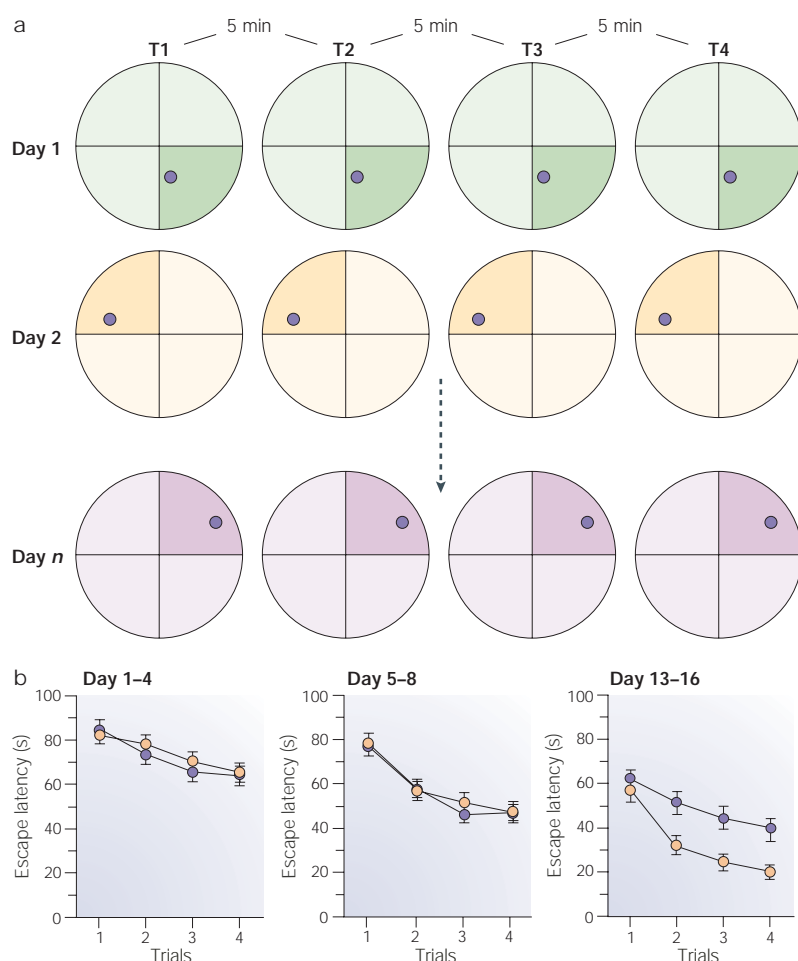 a
5 min 5 min 5 min
T1 T2 T3 T4
Day 1
Day 2
Day n
b
Day 1–4 Day 5–8 Day 13–16
100 100 100
80 80 80
60 60 60
40 40 40
20 20 20
0 0 0
Escape latency (s) Escape latency (s) Escape latency (s)
1 2 3 4 1 2 3 4 1 2 3 4
Trials Trials Trials